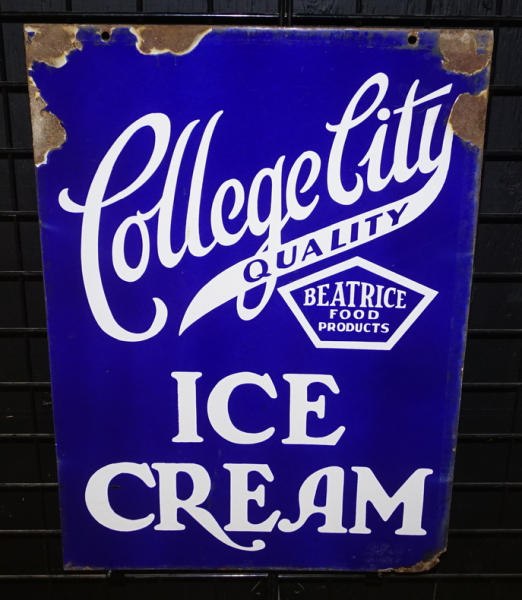 College City
QUALITY
BEATRICE
FOOD
PRODUCTS
ICE
CREAM